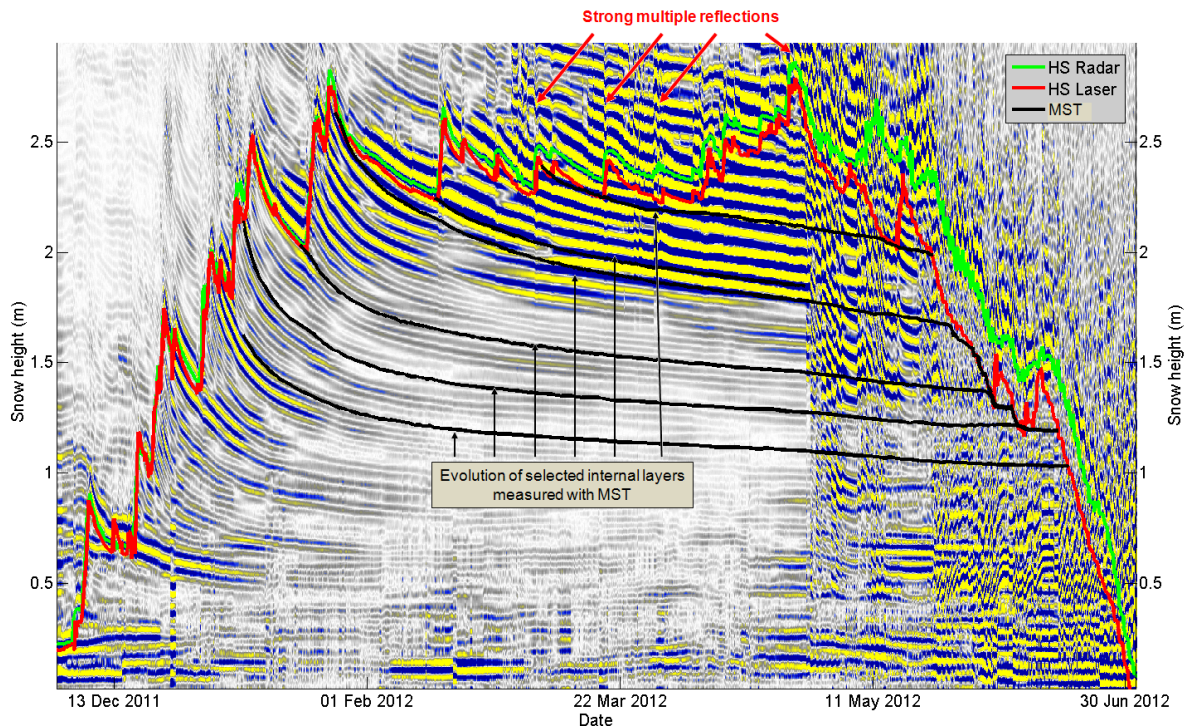 Strong multiple reflections
HS Radar
HS Laser
MST
2.5
2
1.5
1
0.5
Snow height (m)
2.5
2
1.5
1
0.5
Snow height (m)
Evolution of selected internal layers
measured with MST
13 Dec 2011
01 Feb 2012
22 Mar 2012
11 May 2012
30 Jun 2012
Date